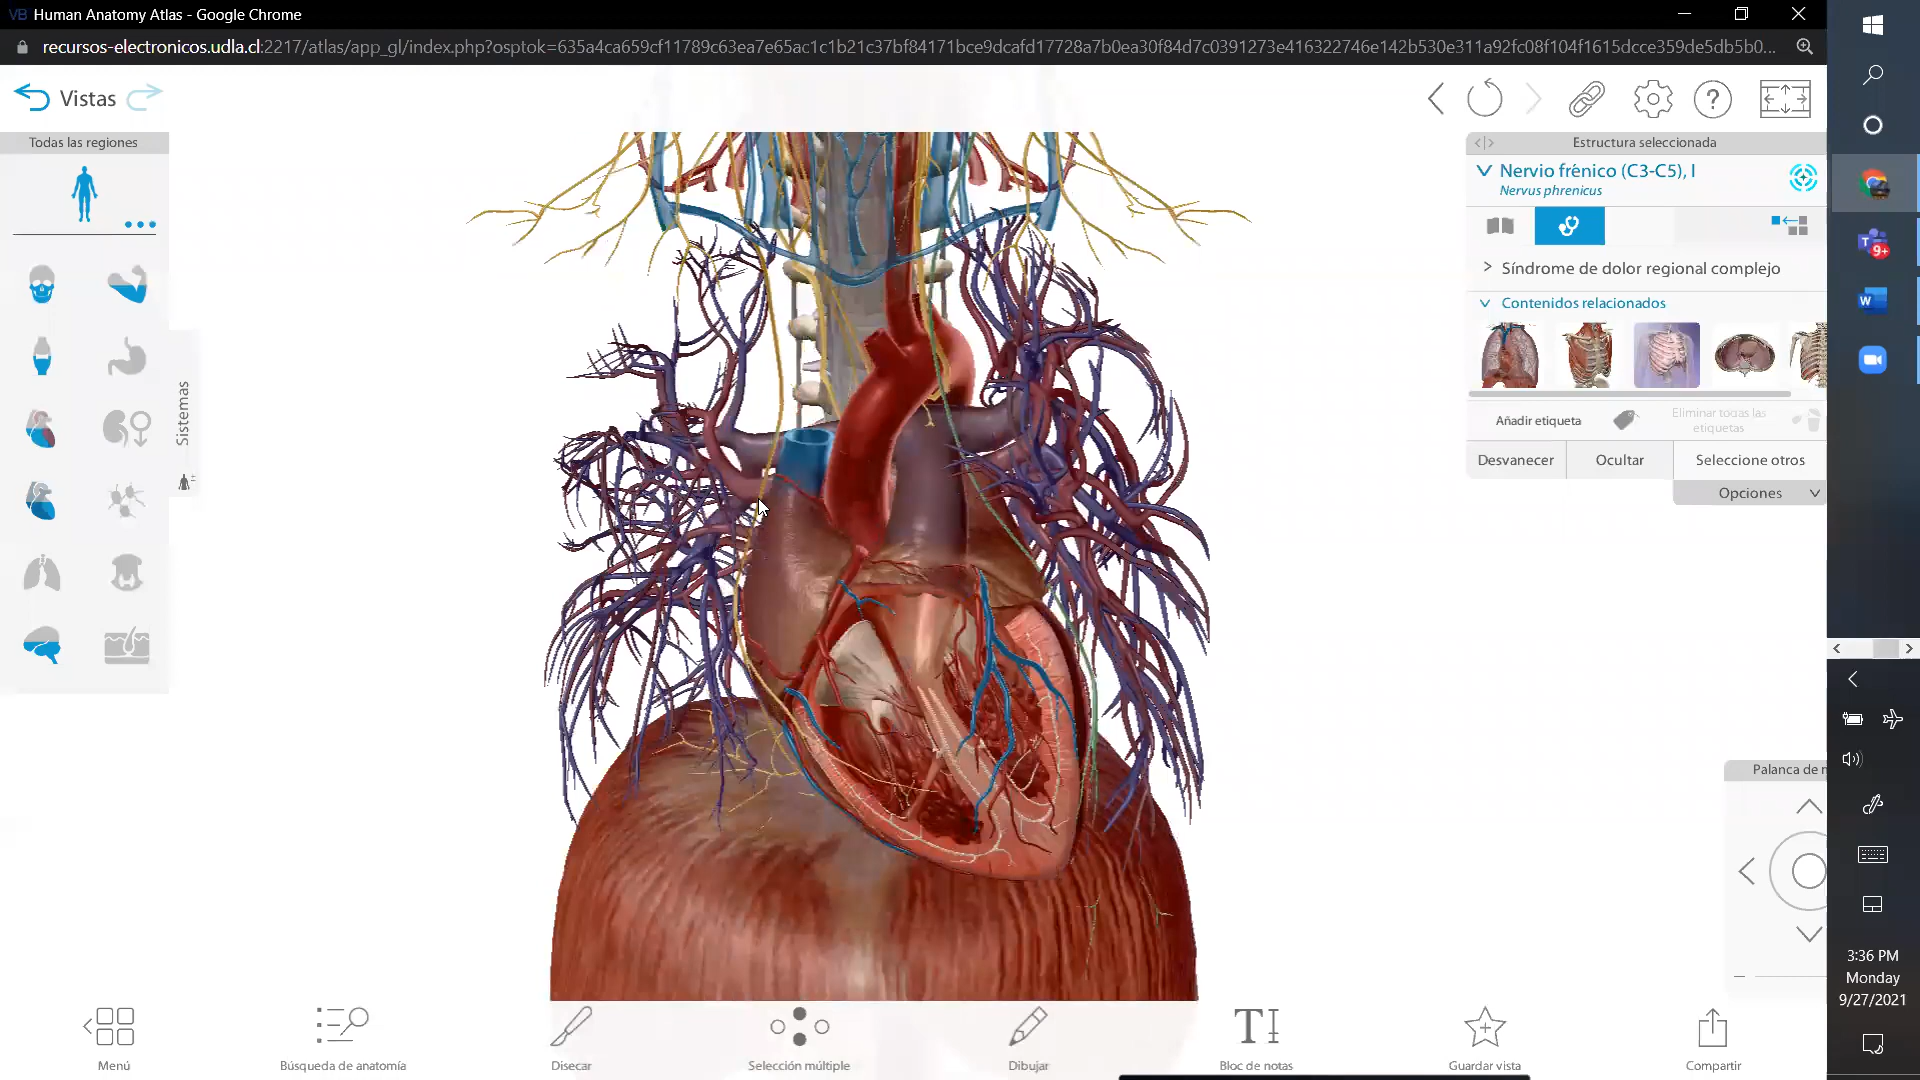 VB Human Anatomy Atlas - Google Chrome
recursos-electronicos.udla.cl:2217/atlas/app_gl/index.php?osptok=635a4ca659cf11789c63ea7e65ac1c1b21c37bf84171bce9dcafd17728a7b0ea30f84d7c0391273e416322746e142b530e311a92fc08f104f1615dcce359de5db5b0...
Vistas
Todas las regiones
Sistemas
Estructura seleccionada
Nervio frénico (C3-C5), I
Nervus phrenicus
Síndrome de dolor regional complejo
Contenidos relacionados
Añadir etiqueta
Eliminar todas las
etiquetas
Desvanecer
Ocultar
Seleccione otros
Opciones
9+
Palanca de
3:36 PM
Monday
9/27/2021
Menú
Búsqueda de anatomía
Disecar
Selección múltiple
Dibujar
Bloc de notas
Guardar vista
Compartir